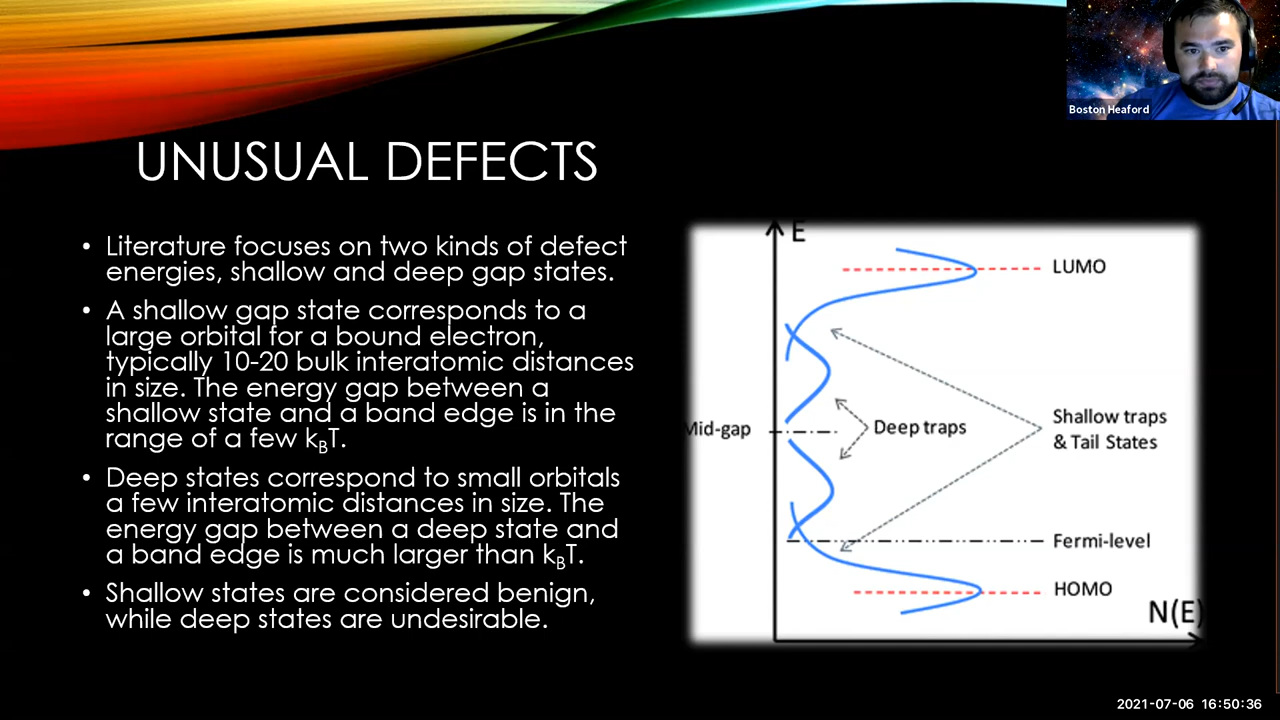 Boston Heaford
UNUSUAL DEFECTS
• Literature focuses on two kinds of defect
energies, shallow and deep gap states.
• A shallow gap state corresponds to a
large orbital for a bound electron,
typically 10-20 bulk interatomic distances
in size. The energy gap between a
shallow state and a band edge is in the
range of a few kBT.
• Deep states correspond to small orbitals
a few interatomic distances in size. The
energy gap between a deep state and
a band edge is much larger than kBT.
• Shallow states are considered benign,
while deep states are undesirable.
E
LUMO
Mid-gap
Deep traps
Shallow traps
& Tail States
Fermi-level
HOMO
N(E)
2021-07-06 16:50:36